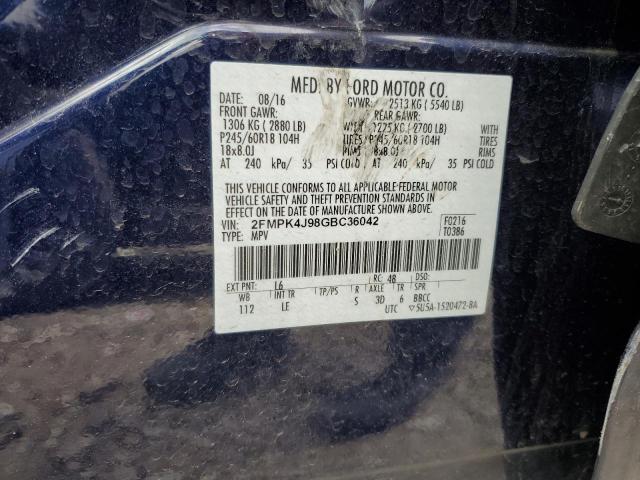 MFD. BY FORD MOTOR CO.
DATE: 08/16 GVWR: 2513 KG ( 5540 LB)
FRONT GAWR: REAR GAWR:
1306 KG ( 2880 LB) WITH 1225 KG ( 2700 LB) WITH
P245/60R18 104H P245/60R18 104H TIRES
18x8.0J 18x8.0J RIMS
AT 240 kPa/ 35 PSI COLD AT 240 kPa/ 35 PSI COLD
THIS VEHICLE CONFORMS TO ALL APPLICABLE FEDERAL MOTOR
VEHICLE SAFETY AND THEFT PREVENTION STANDARDS
IN EFFECT ON THE DATE OF MANUFACTURE SHOWN ABOVE.
VIN: 2FMPK4J98GBC36042 F0216
TYPE: MPV T0386
EXT PNT: L6 RC: 48 DSO:
WB INT TR TP/PS R AXLE TR SPR
112 LE S 3D 6 BBCC
UTC ▽5U5A-1520472-BA